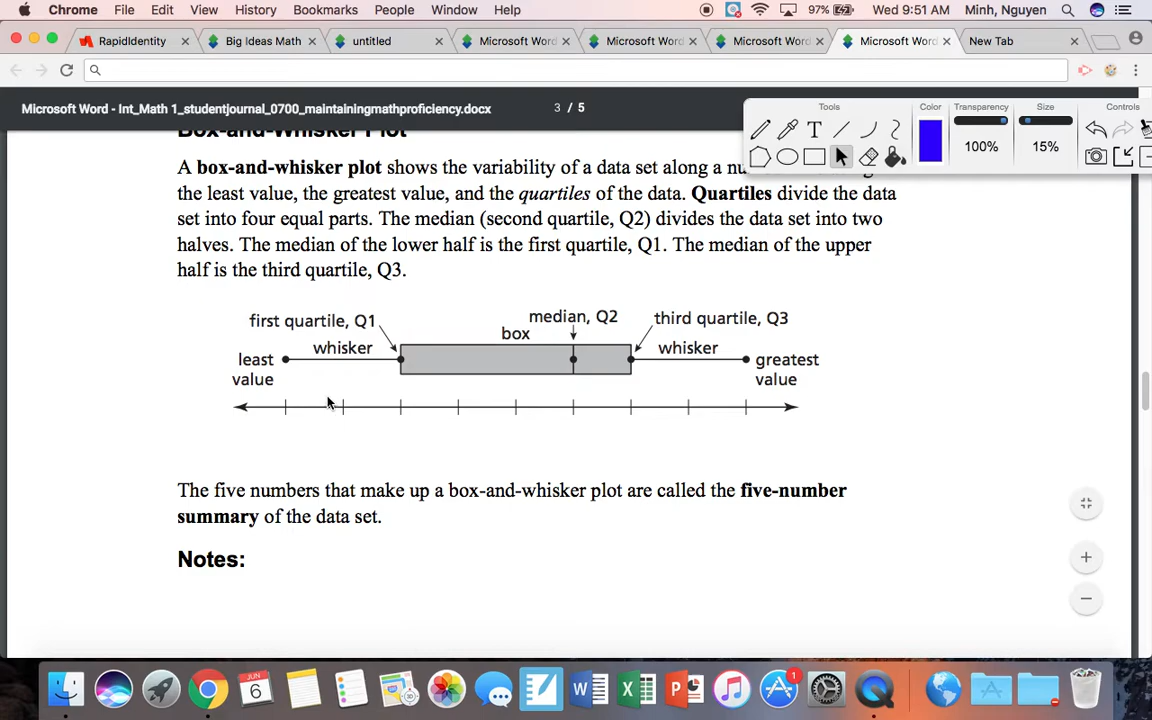 Chrome File Edit View History Bookmarks People Window Help 97% Wed 9:51 AM Minh, Nguyen
RapidIdentity Big Ideas Math untitled Microsoft Word Microsoft Word Microsoft Word Microsoft Word New Tab
Microsoft Word - Int_Math 1_studentjournal_0700_maintainingmathproficiency.docx 3 / 5
Tools Color Transparency Size Controls
100% 15%
Box-and-Whisker Plot
A box-and-whisker plot shows the variability of a data set along a
the least value, the greatest value, and the quartiles of the data. Quartiles divide the data
set into four equal parts. The median (second quartile, Q2) divides the data set into two
halves. The median of the lower half is the first quartile, Q1. The median of the upper
half is the third quartile, Q3.
first quartile, Q1
median, Q2
third quartile, Q3
box
whisker
whisker
least
value
greatest
value
The five numbers that make up a box-and-whisker plot are called the five-number
summary of the data set.
Notes:
JUN
6
1